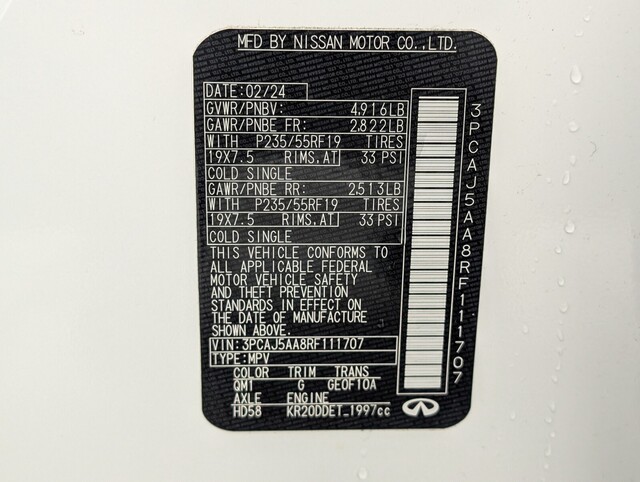 MFD BY NISSAN MOTOR CO.,LTD.
DATE:02/24
GVWR/PNBV: 4,916LB
GAWR/PNBE FR: 2,822LB
WITH P235/55RF19 TIRES
19X7.5 RIMS.AT 33 PSI
COLD SINGLE
GAWR/PNBE RR: 2,513LB
WITH P235/55RF19 TIRES
19X7.5 RIMS.AT 33 PSI
COLD SINGLE
THIS VEHICLE CONFORMS TO
ALL APPLICABLE FEDERAL
MOTOR VEHICLE SAFETY
AND THEFT PREVENTION
STANDARDS IN EFFECT ON
THE DATE OF MANUFACTURE
SHOWN ABOVE.
VIN:3PCAJ5AA8RF111707
TYPE:MPV
COLOR TRIM TRANS
QM1 G GE0F10A
AXLE ENGINE
HD58 KR20DDET_1997cc
3PCAJ5AA8RF111707